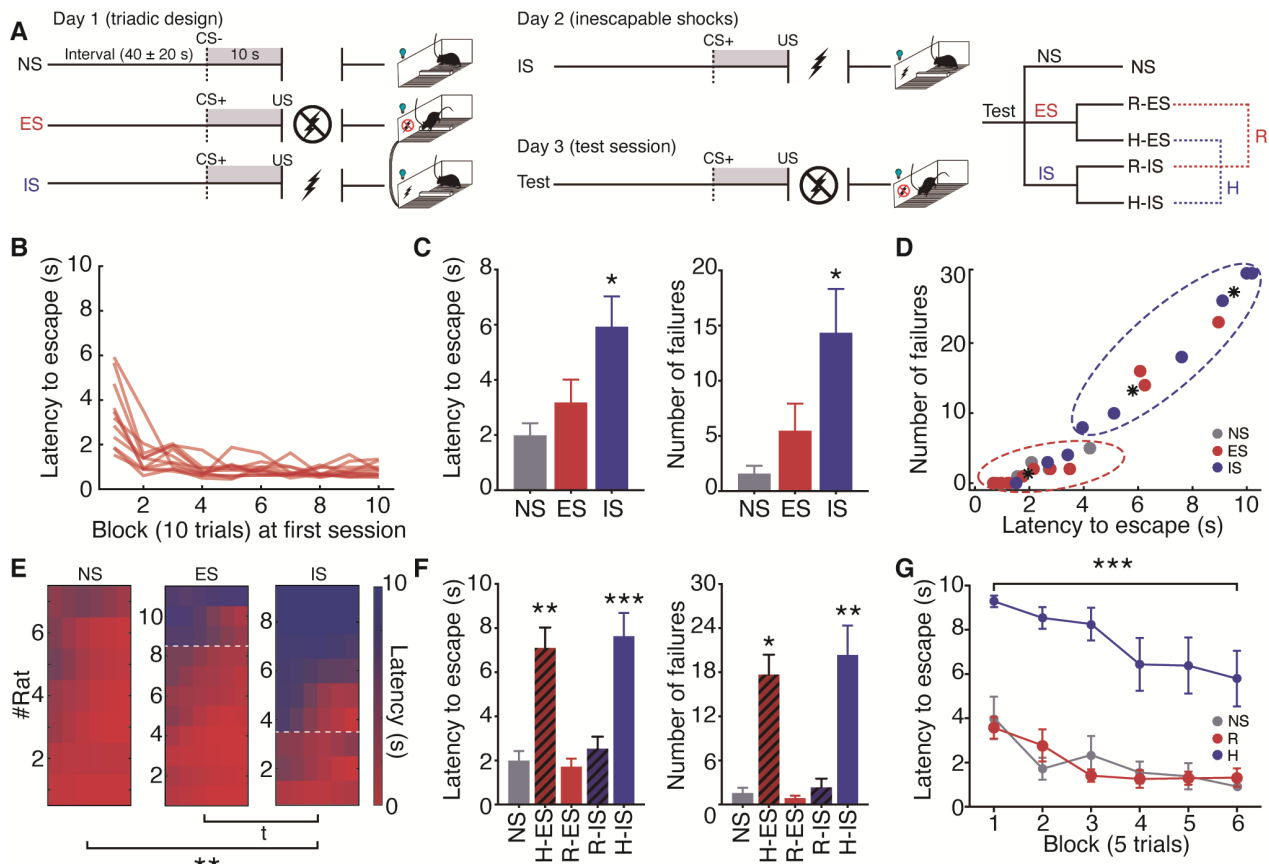 A
Day 1 (triadic design)
NS
Interval (40 ± 20 s)
CS-
10 s
ES
CS+
US
IS
CS+
US
Day 2 (inescapable shocks)
IS
CS+
US
Day 3 (test session)
Test
CS+
US
Test
NS
NS
ES
R-ES
H-ES
IS
R-IS
H-IS
R
H
B
Latency to escape (s)
10
8
6
4
2
0
2 4 6 8 10
Block (10 trials) at first session
C
Latency to escape (s)
8
6
4
2
0
*
NS ES IS
Number of failures
20
15
10
5
0
*
NS ES IS
D
Number of failures
30
20
10
0
*
*
*
NS
ES
IS
0 2 4 6 8 10
Latency to escape (s)
E
NS ES IS
#Rat
6
4
2
10
8
6
4
2
8
6
4
2
10
0
Latency (s)
t
**
F
Latency to escape (s)
10
8
6
4
2
0
**
***
NS H-ES R-ES R-IS H-IS
Number of failures
30
24
18
12
6
0
*
**
NS H-ES R-ES R-IS H-IS
G
***
Latency to escape (s)
10
8
6
4
2
0
NS
R
H
1 2 3 4 5 6
Block (5 trials)